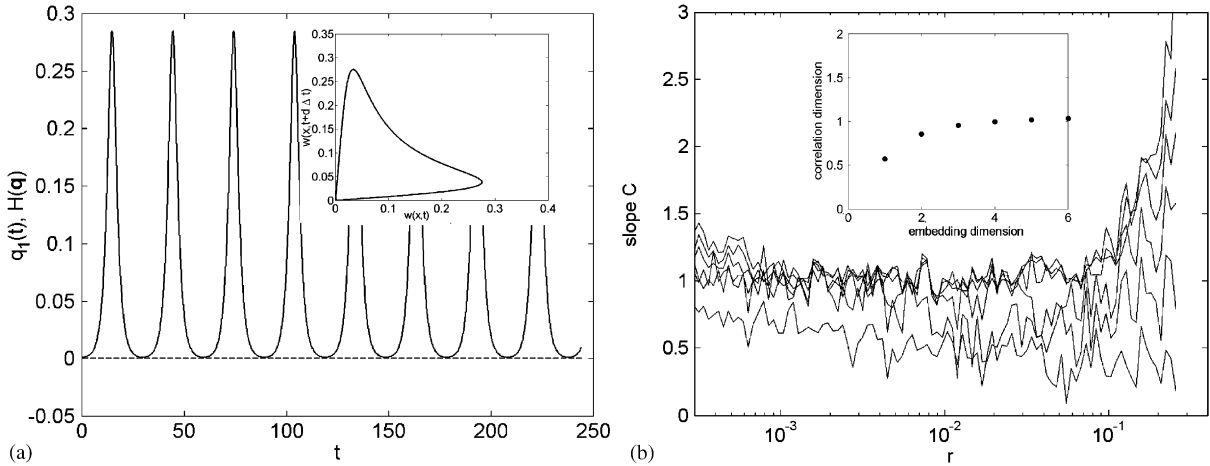 0.3
0.25
0.2
0.15
0.1
0.05
0
-0.05
q1(t), H(q)
0 50 100 150 200 250
t
(a)
0.35
0.3
0.25
0.2
0.15
0.1
0.05
0
w(x,t+d Δ t)
0 0.1 0.2 0.3 0.4
w(x,t)
3
2.5
2
1.5
1
0.5
0
slope C
10-3 10-2 10-1
r
(b)
2
1.5
1
0.5
0
correlation dimension
0 2 4 6
embedding dimension